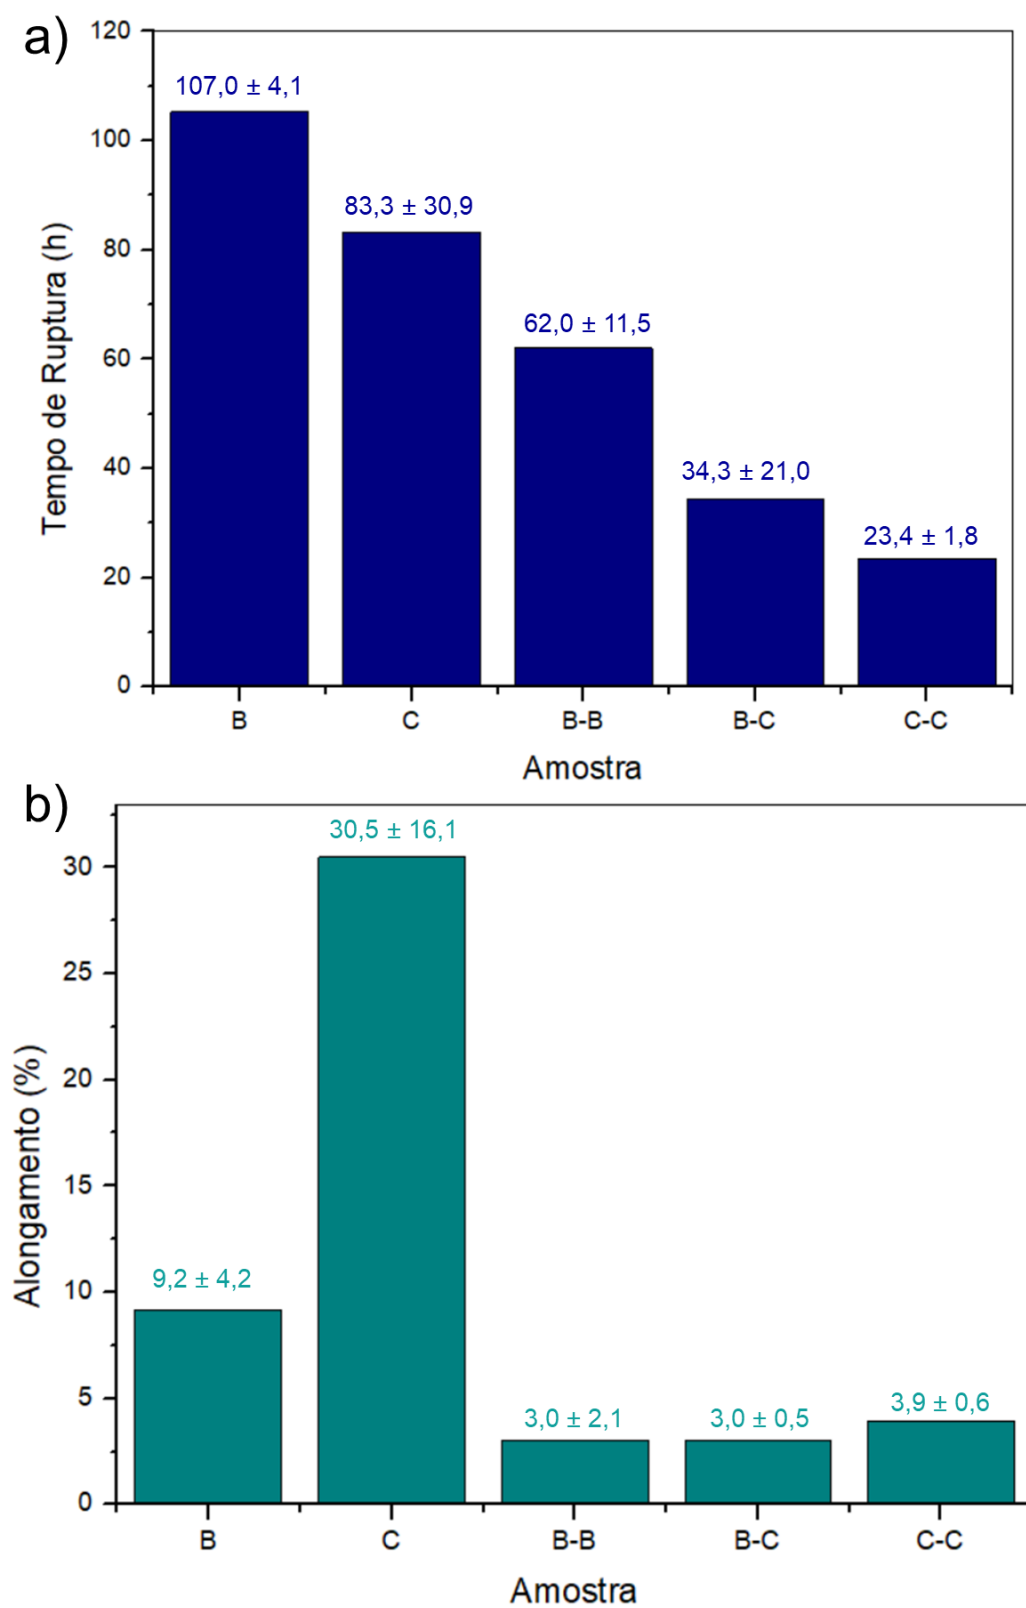 a)
120
100
80
60
40
20
0
Tempo de Ruptura (h)
107,0 ± 4,1
83,3 ± 30,9
62,0 ± 11,5
34,3 ± 21,0
23,4 ± 1,8
B C B-B B-C C-C
Amostra
b)
30
25
20
15
10
5
0
Alongamento (%)
9,2 ± 4,2
30,5 ± 16,1
3,0 ± 2,1
3,0 ± 0,5
3,9 ± 0,6
B C B-B B-C C-C
Amostra